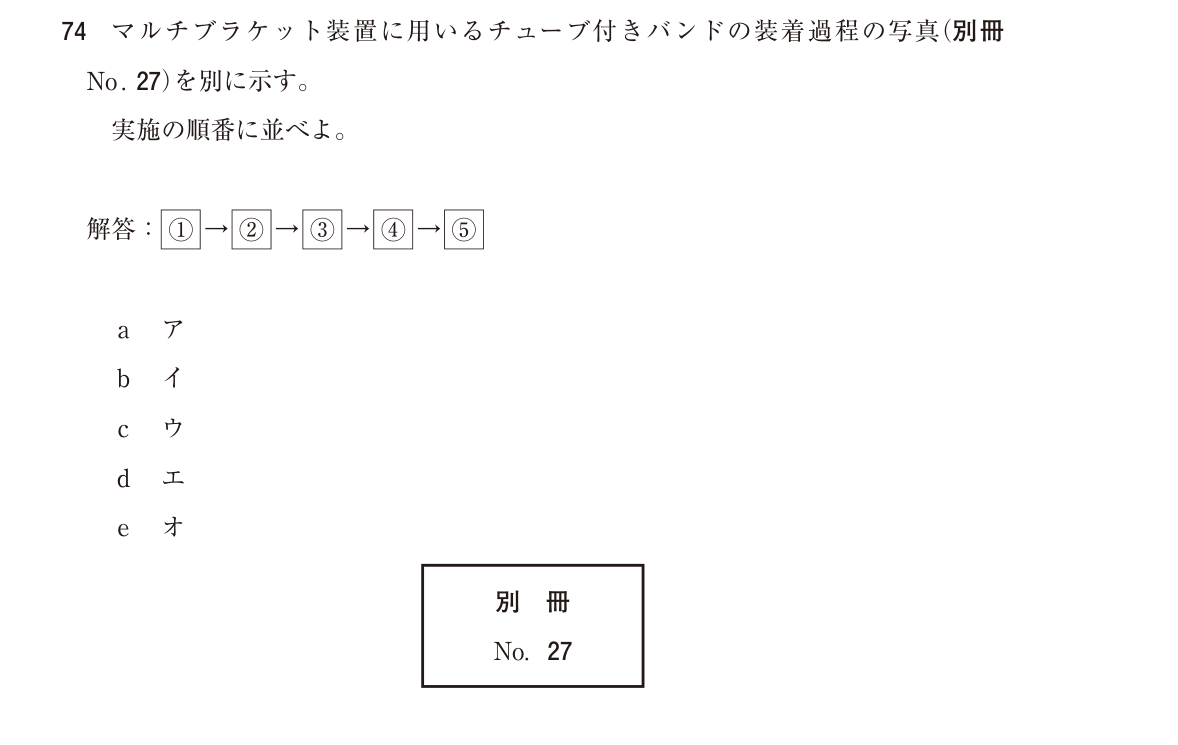 74 マルチブラケット装置に用いるチューブ付きバンドの装着過程の写真(別冊
No. 27)を別に示す。
実施の順番に並べよ。
解答：①→②→③→④→⑤
a ア
b イ
c ウ
d エ
e オ
別 冊
No. 27